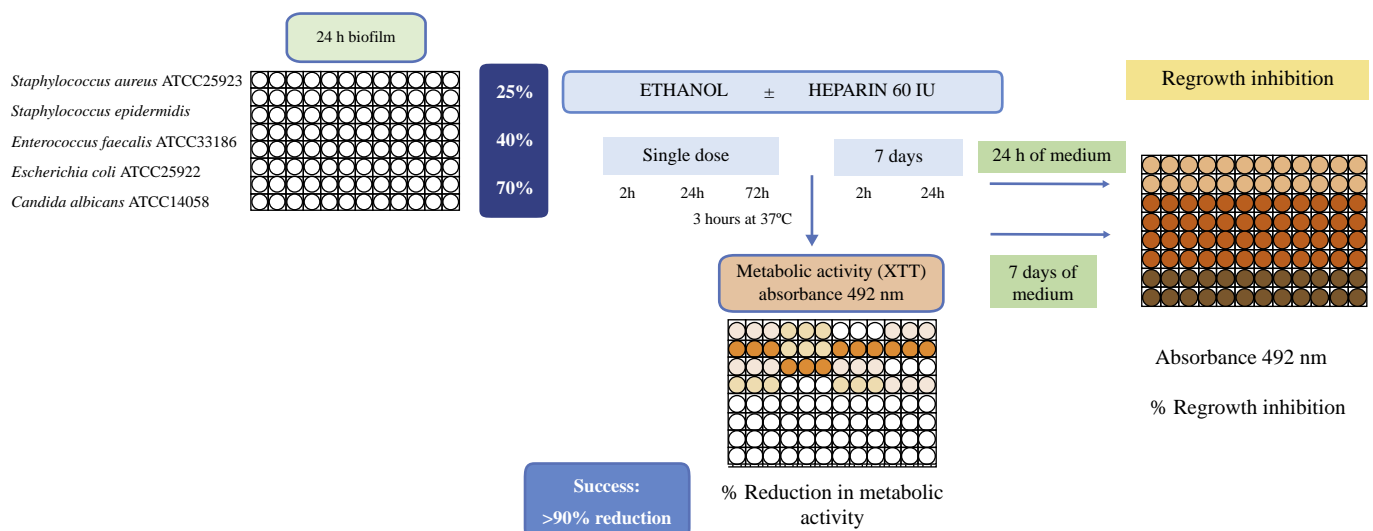 24 h biofilm
Staphylococcus aureus ATCC25923
Staphylococcus epidermidis
Enterococcus faecalis ATCC33186
Escherichia coli ATCC25922
Candida albicans ATCC14058
25%
40%
70%
ETHANOL ± HEPARIN 60 IU
Single dose
2h 24h 72h
7 days
2h 24h
3 hours at 37ºC
Metabolic activity (XTT)
absorbance 492 nm
% Reduction in metabolic
activity
Success:
>90% reduction
24 h of medium
7 days of
medium
Regrowth inhibition
Absorbance 492 nm
% Regrowth inhibition